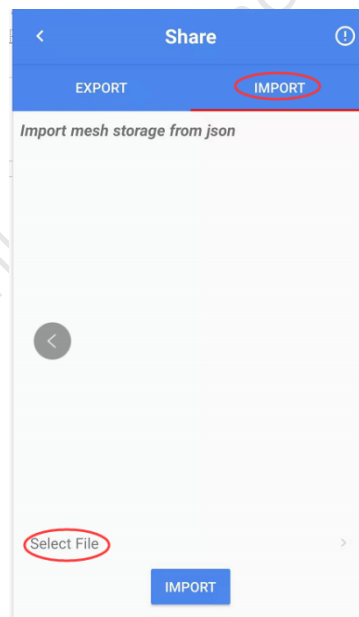 Share
EXPORT
IMPORT
Import mesh storage from json
Select File
IMPORT